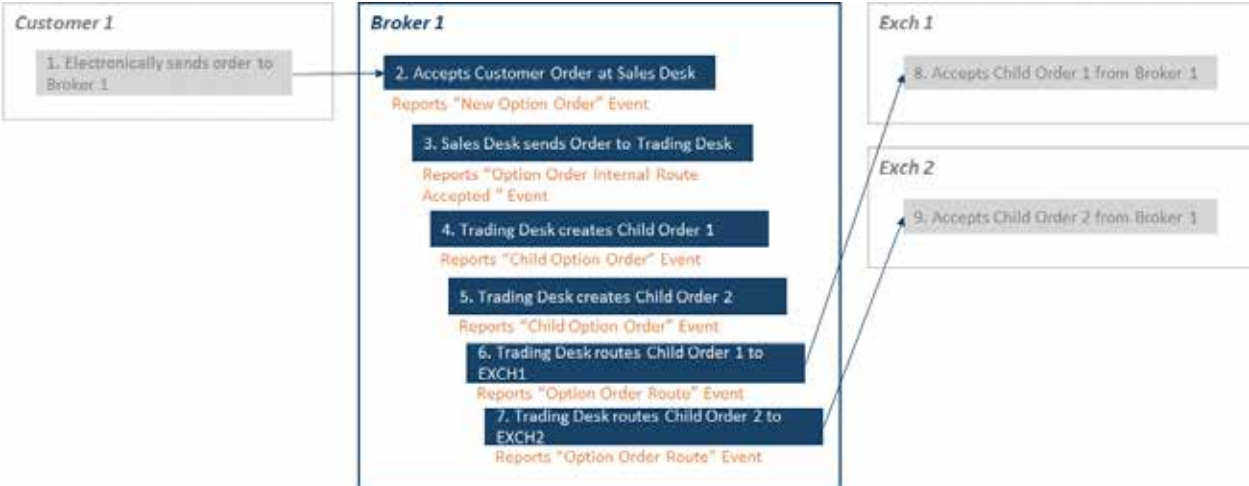 Customer 1
1. Electronically sends order to
Broker 1
Broker 1
2. Accepts Customer Order at Sales Desk
Reports "New Option Order" Event
3. Sales Desk sends Order to Trading Desk
Reports "Option Order Internal Route
Accepted " Event
4. Trading Desk creates Child Order 1
Reports "Child Option Order" Event
5. Trading Desk creates Child Order 2
Reports "Child Option Order" Event
6. Trading Desk routes Child Order 1 to
EXCH1
Reports "Option Order Route" Event
7. Trading Desk routes Child Order 2 to
EXCH2
Reports "Option Order Route" Event
Exch 1
8. Accepts Child Order 1 from Broker 1
Exch 2
9. Accepts Child Order 2 from Broker 1